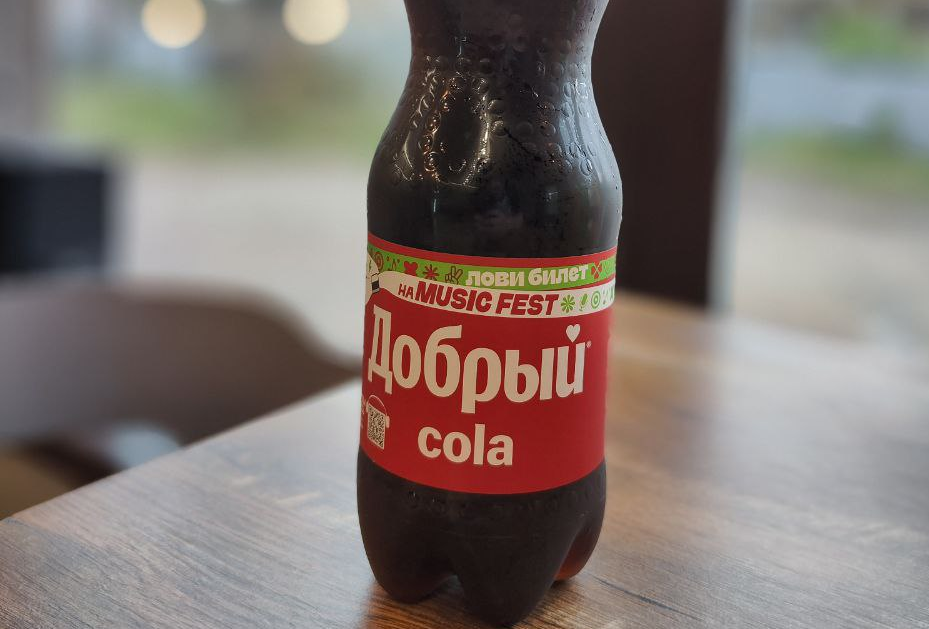 лови билет
на MUSIC FEST
Добрый
cola